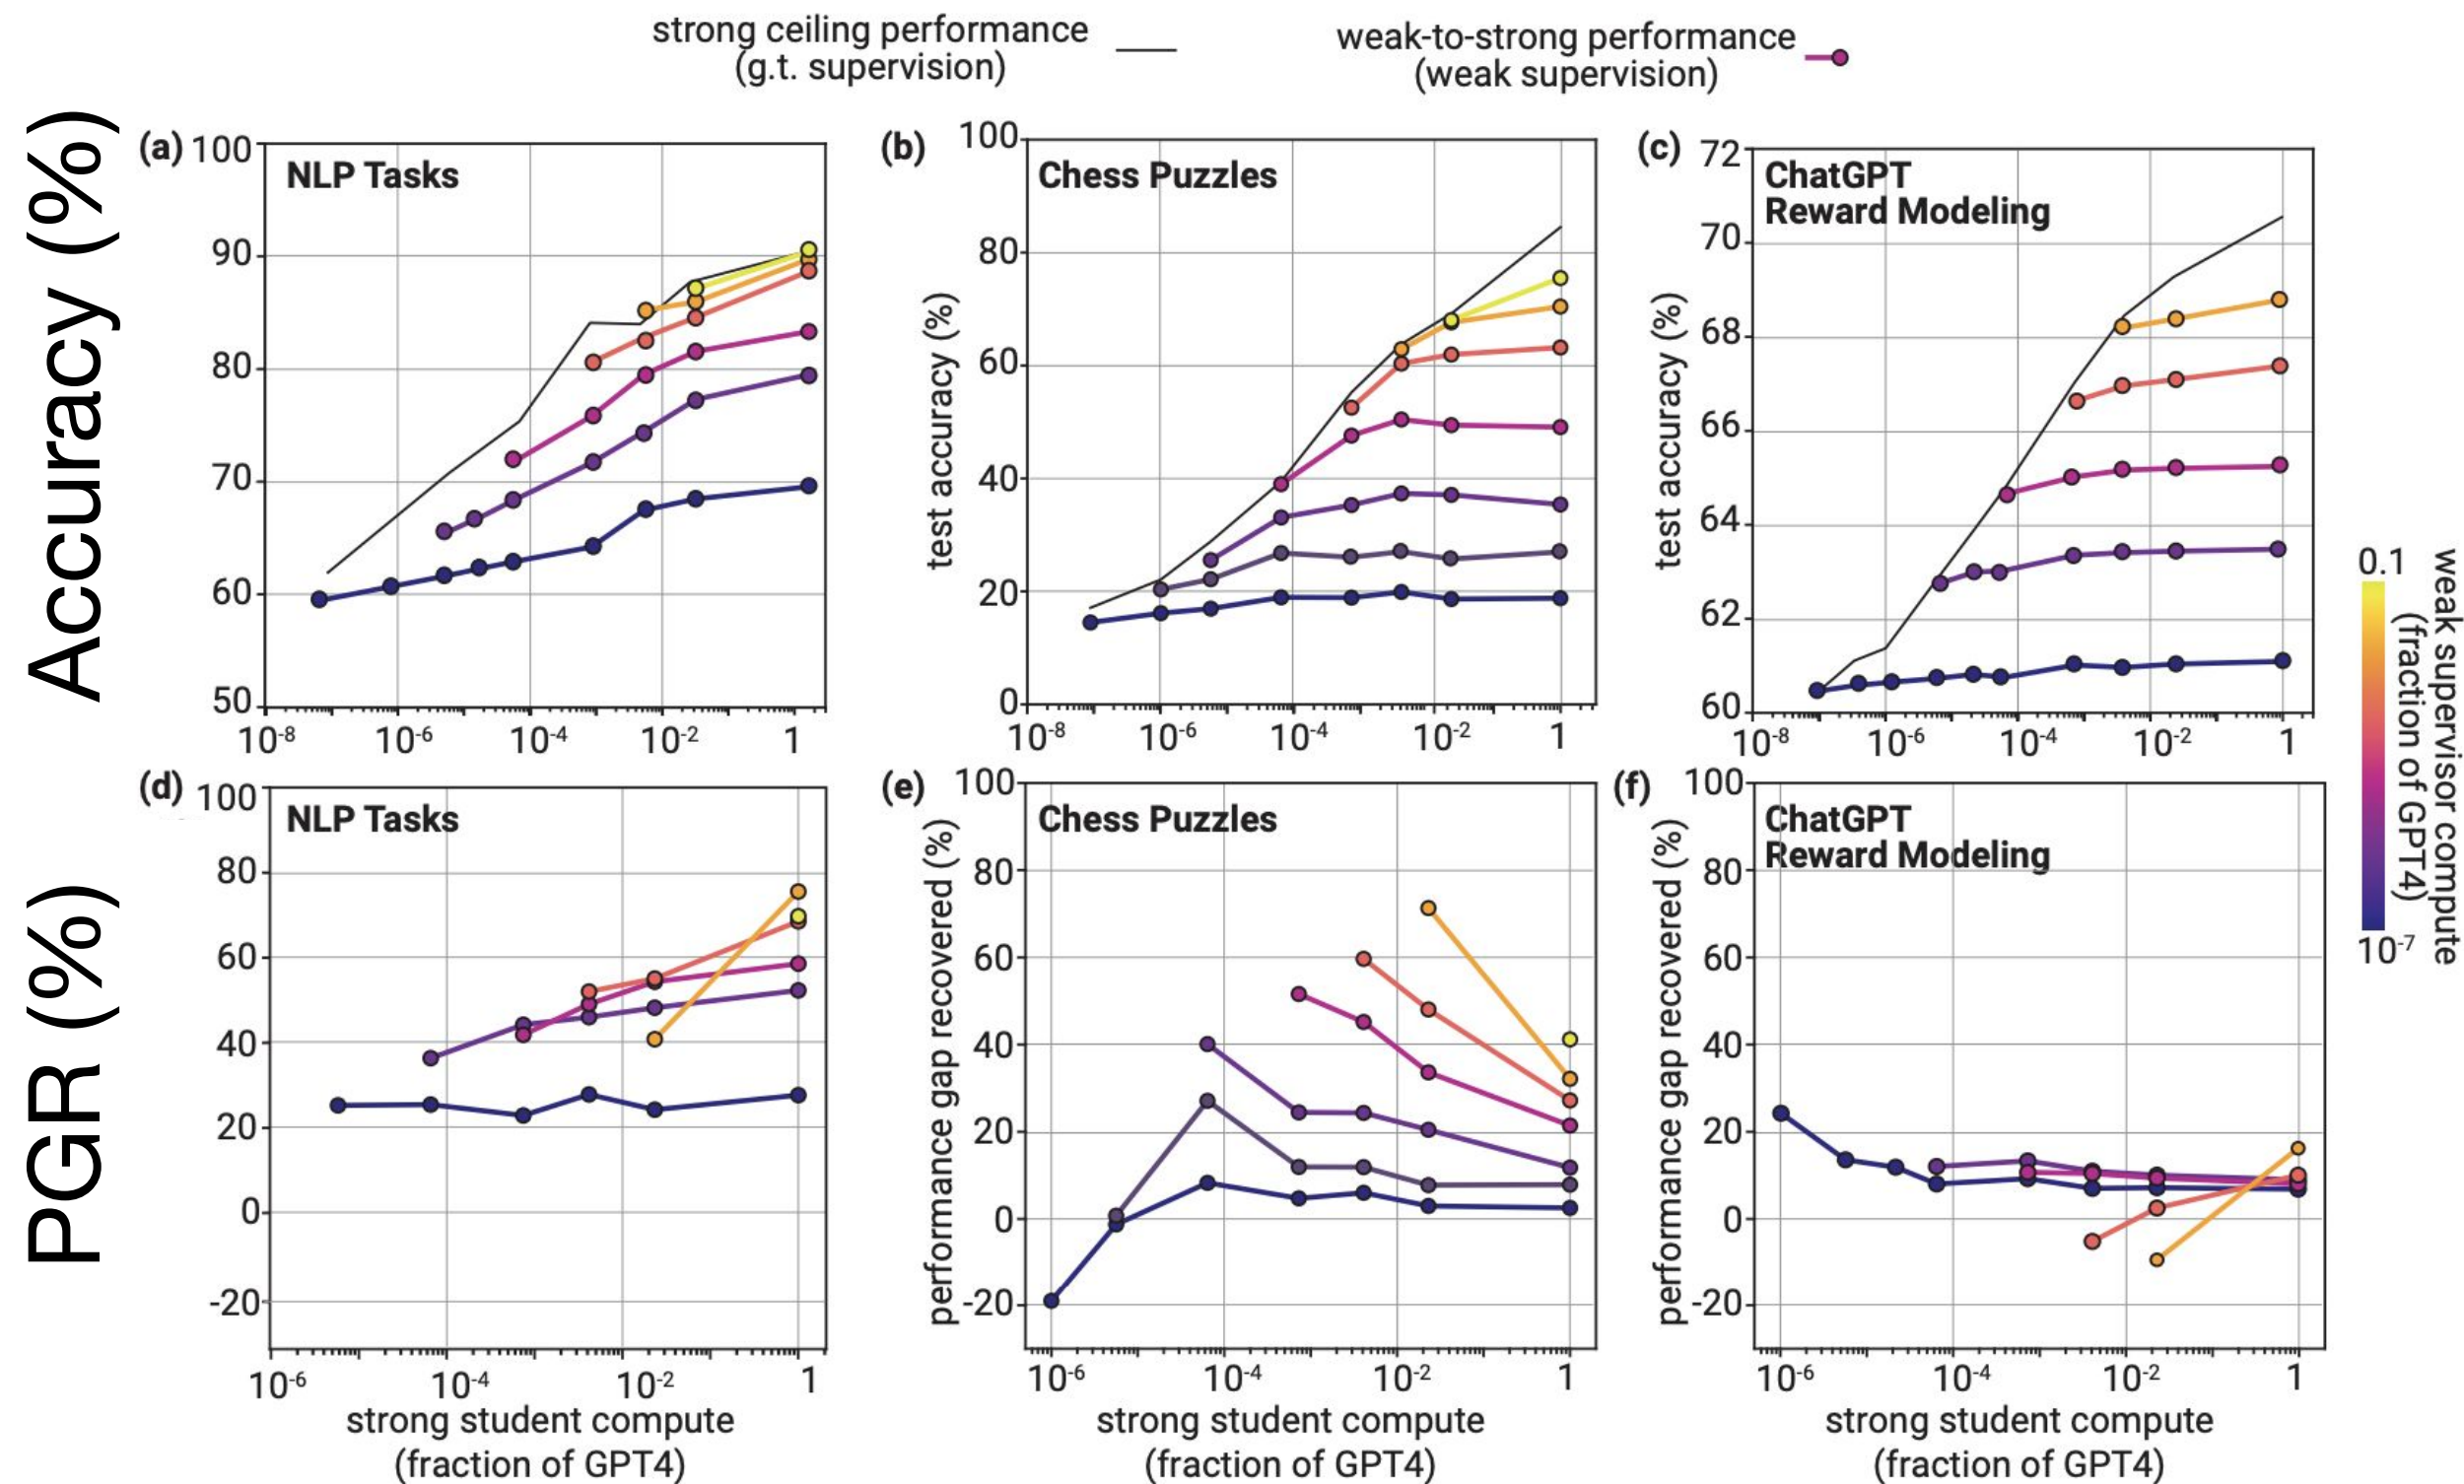 strong ceiling performance
(g.t. supervision)
weak-to-strong performance
(weak supervision)
Accuracy (%)
(a)
NLP Tasks
100
90
80
70
60
50
10-8
10-6
10-4
10-2
1
(b)
Chess Puzzles
test accuracy (%)
100
80
60
40
20
0
10-8
10-6
10-4
10-2
1
(c)
ChatGPT
Reward Modeling
test accuracy (%)
72
70
68
66
64
62
60
10-8
10-6
10-4
10-2
1
0.1
10-7
weak supervisor compute
(fraction of GPT4)
PGR (%)
(d)
NLP Tasks
100
80
60
40
20
0
-20
10-6
10-4
10-2
1
strong student compute
(fraction of GPT4)
(e)
Chess Puzzles
performance gap recovered (%)
100
80
60
40
20
0
-20
10-6
10-4
10-2
1
strong student compute
(fraction of GPT4)
(f)
ChatGPT
Reward Modeling
performance gap recovered (%)
100
80
60
40
20
0
-20
10-6
10-4
10-2
1
strong student compute
(fraction of GPT4)